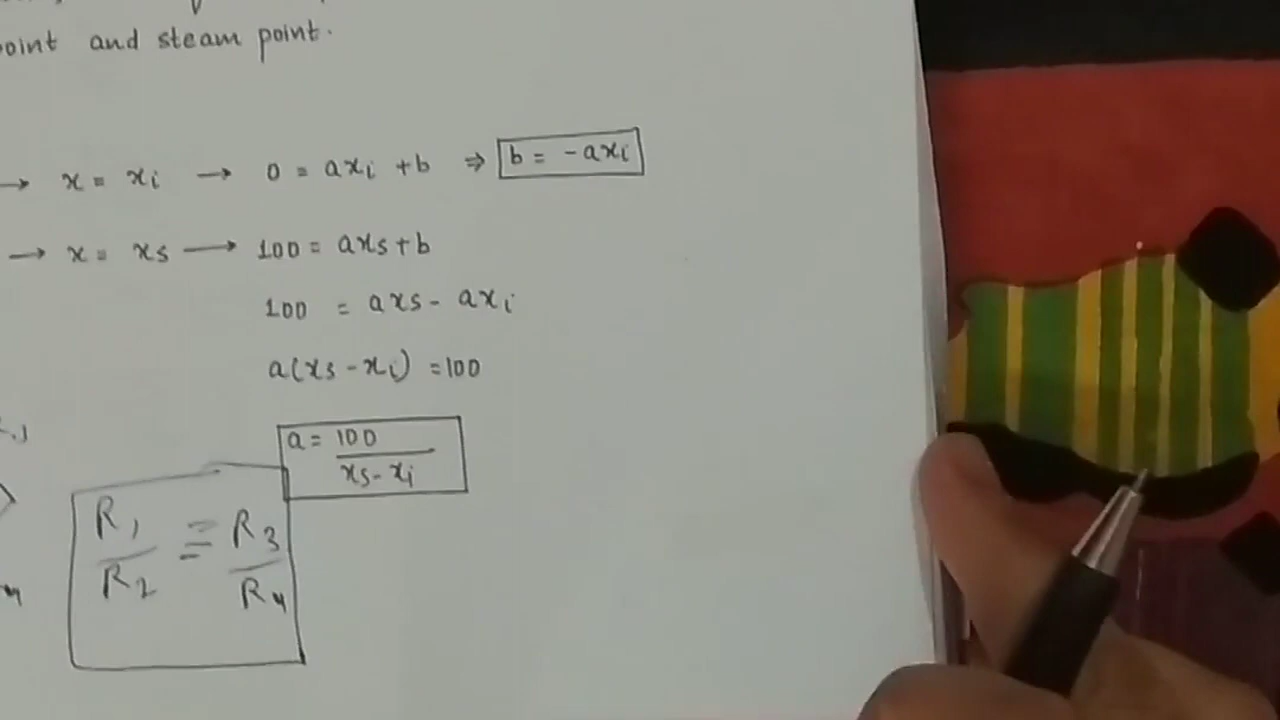 point and steam point.
→ x = xᵢ → 0 = axᵢ + b ⇒ b = -axᵢ
→ x = xₛ → 100 = axₛ + b
100 = axₛ - axᵢ
a(xₛ - xᵢ) = 100
a = 100 / xₛ - xᵢ
R₁ / R₂ = R₃ / R₄